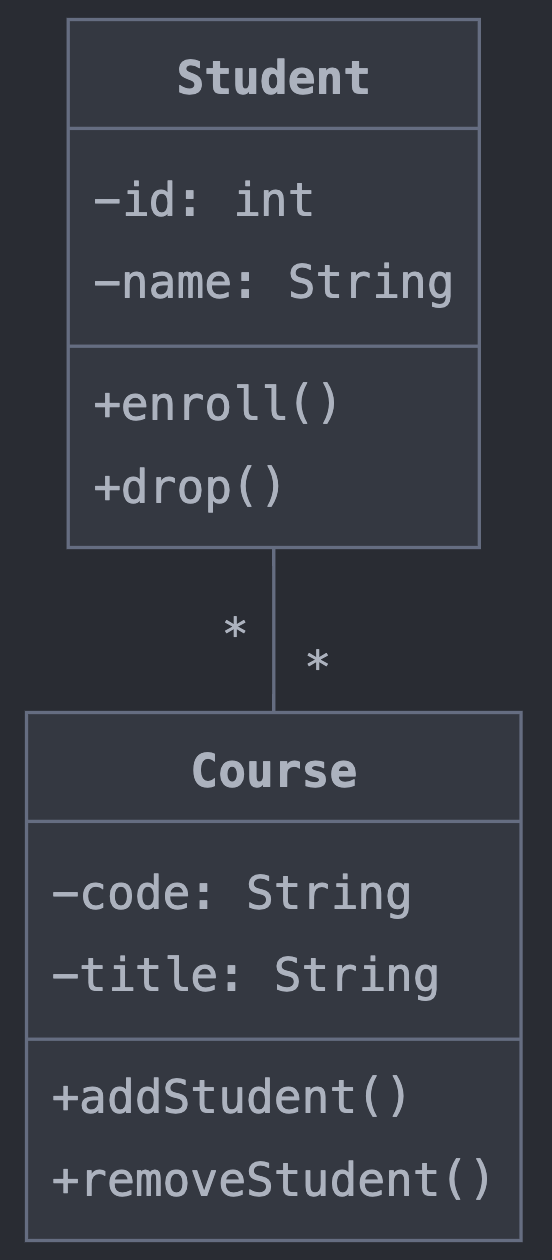 Student
-id: int
-name: String
+enroll()
+drop()
*
*
Course
-code: String
-title: String
+addStudent()
+removeStudent()